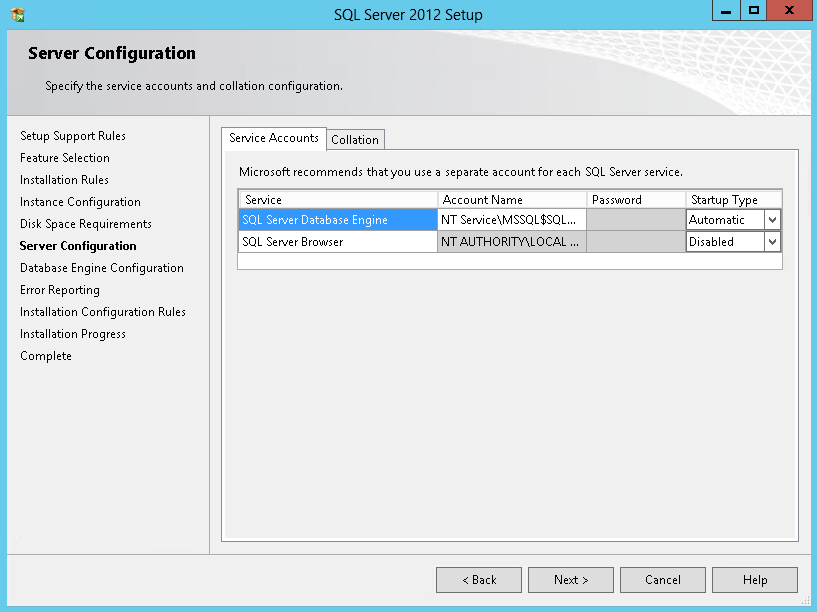 SQL Server 2012 Setup
Server Configuration
Specify the service accounts and collation configuration.
Setup Support Rules
Feature Selection
Installation Rules
Instance Configuration
Disk Space Requirements
Server Configuration
Database Engine Configuration
Error Reporting
Installation Configuration Rules
Installation Progress
Complete
Service Accounts Collation
Microsoft recommends that you use a separate account for each SQL Server service.
Service Account Name Password Startup Type
SQL Server Database Engine NT Service\MSSQL$SQL... Automatic
SQL Server Browser NT AUTHORITY\LOCAL ... Disabled
< Back Next > Cancel Help